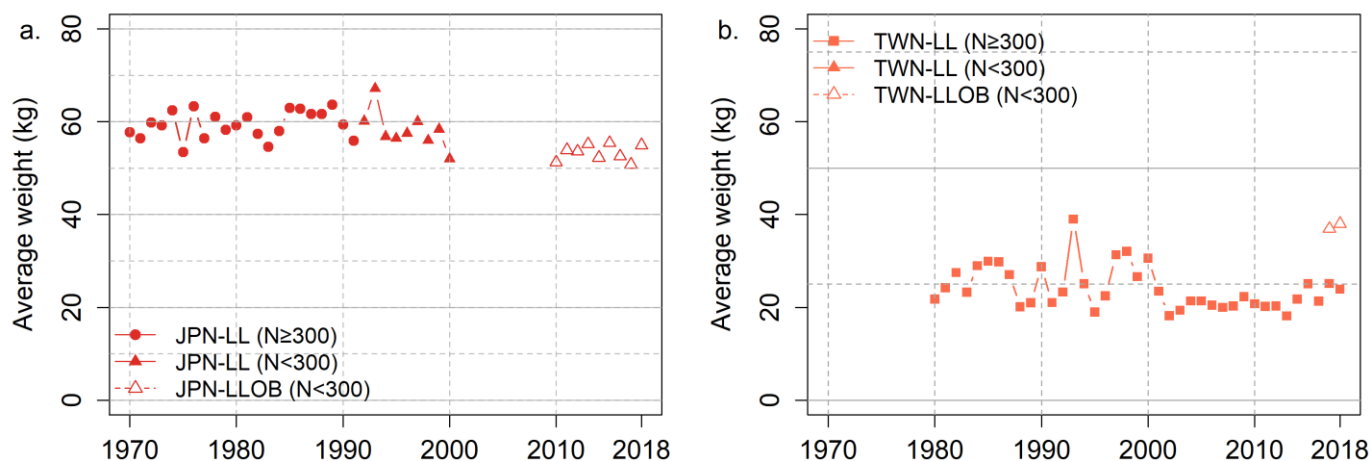 a.
Average weight (kg)
80
60
40
20
0
JPN-LL (N≥300)
JPN-LL (N<300)
JPN-LLOB (N<300)
1970 1980 1990 2000 2010 2018
b.
Average weight (kg)
80
60
40
20
0
TWN-LL (N≥300)
TWN-LL (N<300)
TWN-LLOB (N<300)
1970 1980 1990 2000 2010 2018